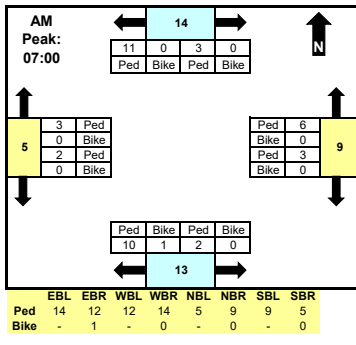 AM
Peak:
07:00
14
N
11 0 3 0
Ped Bike Ped Bike
5
3 Ped
0 Bike
2 Ped
0 Bike
Ped 6
Bike 0
Ped 3
Bike 0
9
Ped Bike Ped Bike
10 1 2 0
13
EBL EBR WBL WBR NBL NBR SBL SBR
Ped 14 12 12 14 5 9 9 5
Bike - 1 - 0 - 0 - 0